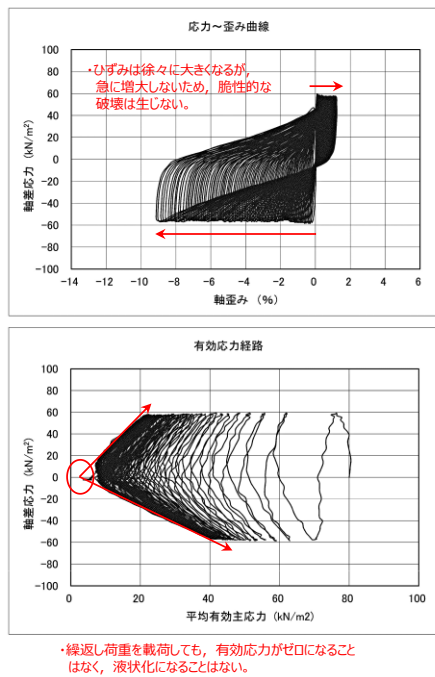 応力～歪み曲線
・ひずみは徐々に大きくなるが,
急に増大しないため，脆性的な
破壊は生じない。
100
80
60
40
20
0
-20
-40
-60
-80
-100
軸差応力 (kN/m²)
-14 -12 -10 -8 -6 -4 -2 0 2 4 6
軸歪み (%)
有効応力経路
100
80
60
40
20
0
-20
-40
-60
-80
-100
軸差応力 (kN/m²)
0 20 40 60 80 100
平均有効主応力 (kN/m2)
・繰返し荷重を載荷しても，有効応力がゼロになること
はなく，液状化になることはない。